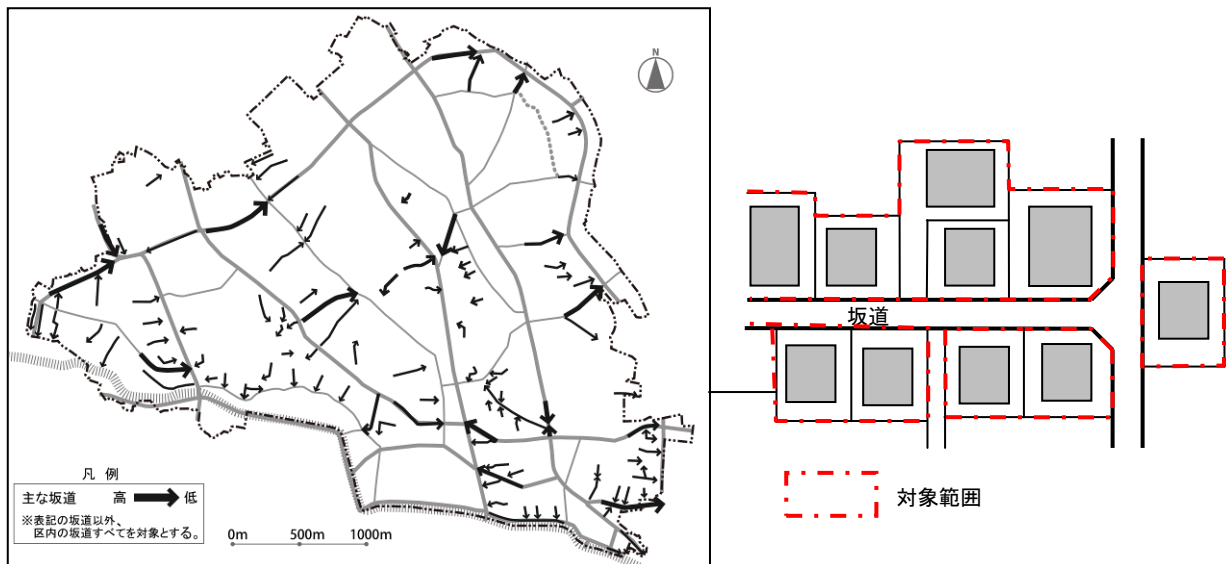 N
凡 例
主な坂道 高 低
※表記の坂道以外、
区内の坂道すべてを対象とする。
0m 500m 1000m
坂道
対象範囲